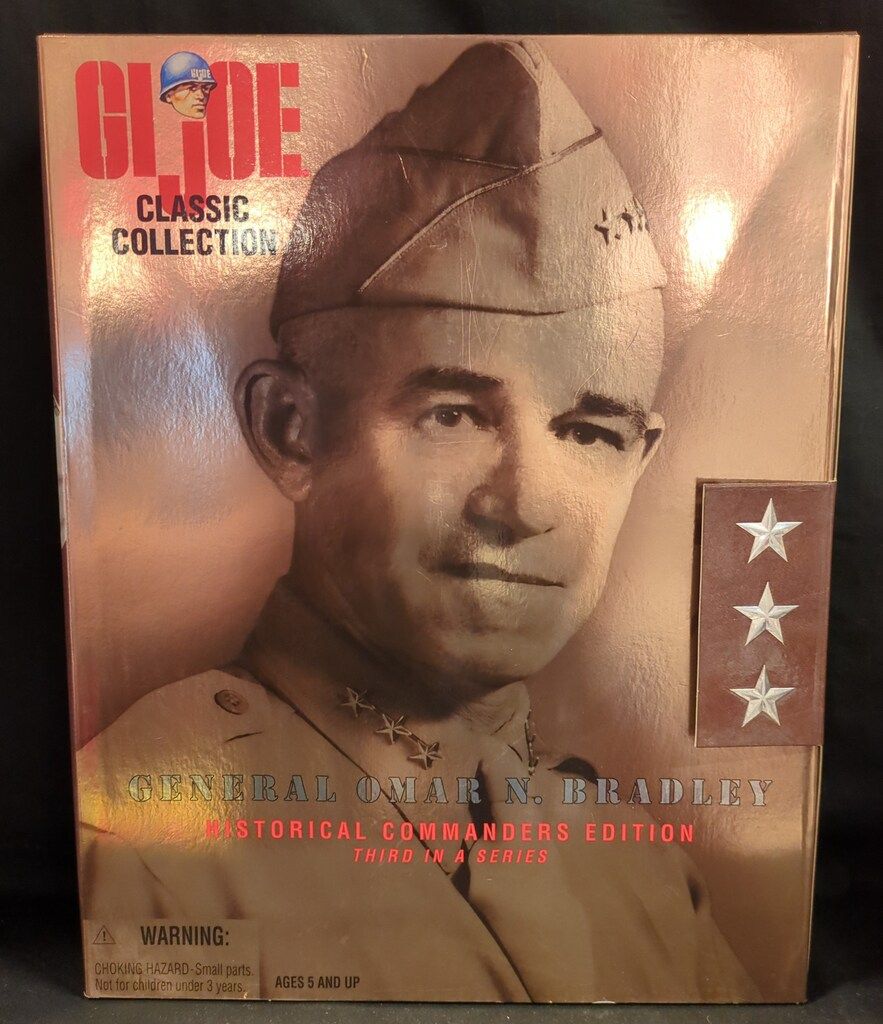 GI JOE
CLASSIC
COLLECTION
GENERAL OMAR N. BRADLEY
HISTORICAL COMMANDERS EDITION
THIRD IN A SERIES
WARNING:
CHOKING HAZARD-Small parts.
Not for children under 3 years.
AGES 5 AND UP